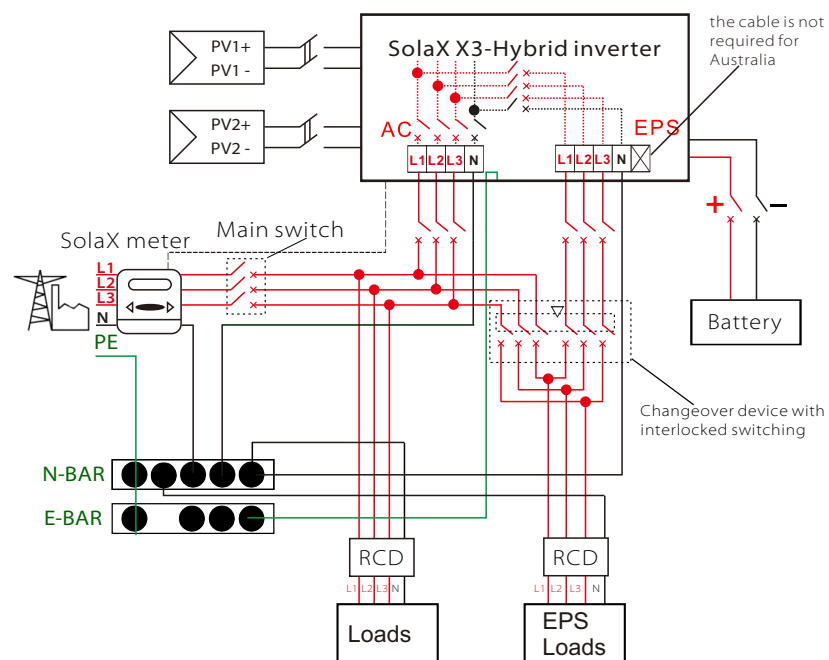 the cable is not
required for
Australia
PV1+
PV1 -
SolaX X3-Hybrid inverter
PV2+
PV2 -
AC
EPS
L1 L2 L3 N
L1 L2 L3 N
+ −
Main switch
SolaX meter
L1
L2
L3
N
PE
Battery
Changeover device with
interlocked switching
N-BAR
E-BAR
RCD
RCD
L1 L2 L3 N
L1 L2 L3 N
Loads
EPS
Loads